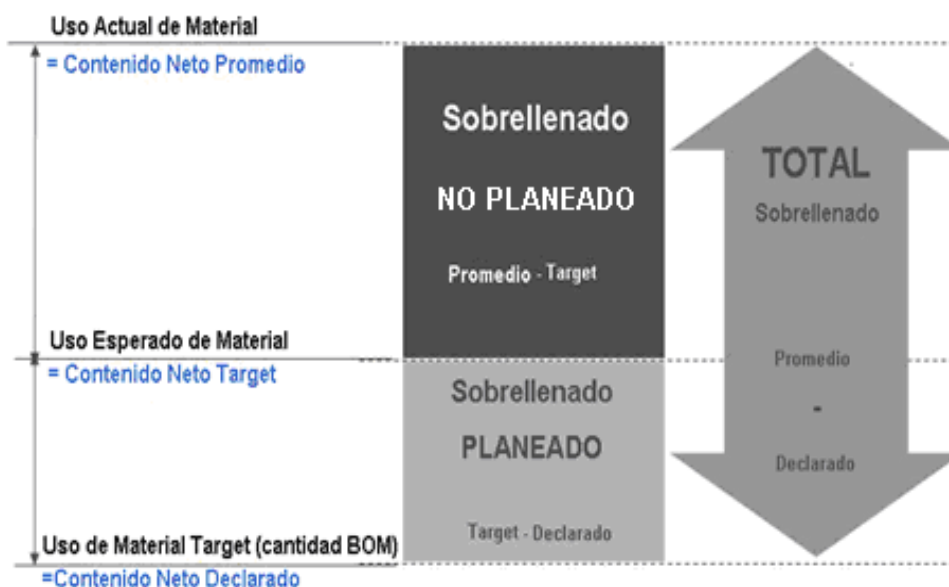 Uso Actual de Material
= Contenido Neto Promedio
Sobrellenado
NO PLANEADO
Promedio - Target
TOTAL
Sobrellenado
Promedio
-
Declarado
Uso Esperado de Material
= Contenido Neto Target
Sobrellenado
PLANEADO
Target - Declarado
Uso de Material Target (cantidad BOM)
=Contenido Neto Declarado